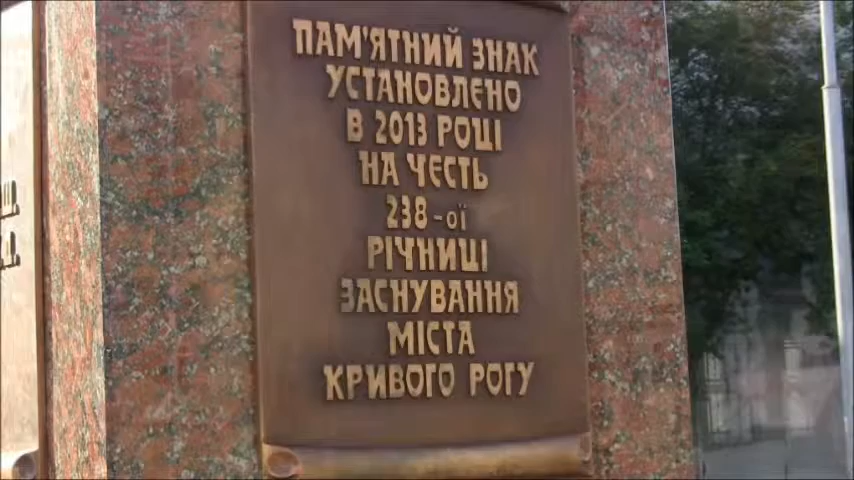 ПАМ'ЯТНИЙ ЗНАК
УСТАНОВЛЕНО
В 2013 РОЦІ
НА ЧЕСТЬ
238-ої
РІЧНИЦІ
ЗАСНУВАННЯ
МІСТА
КРИВОГО РОГУ